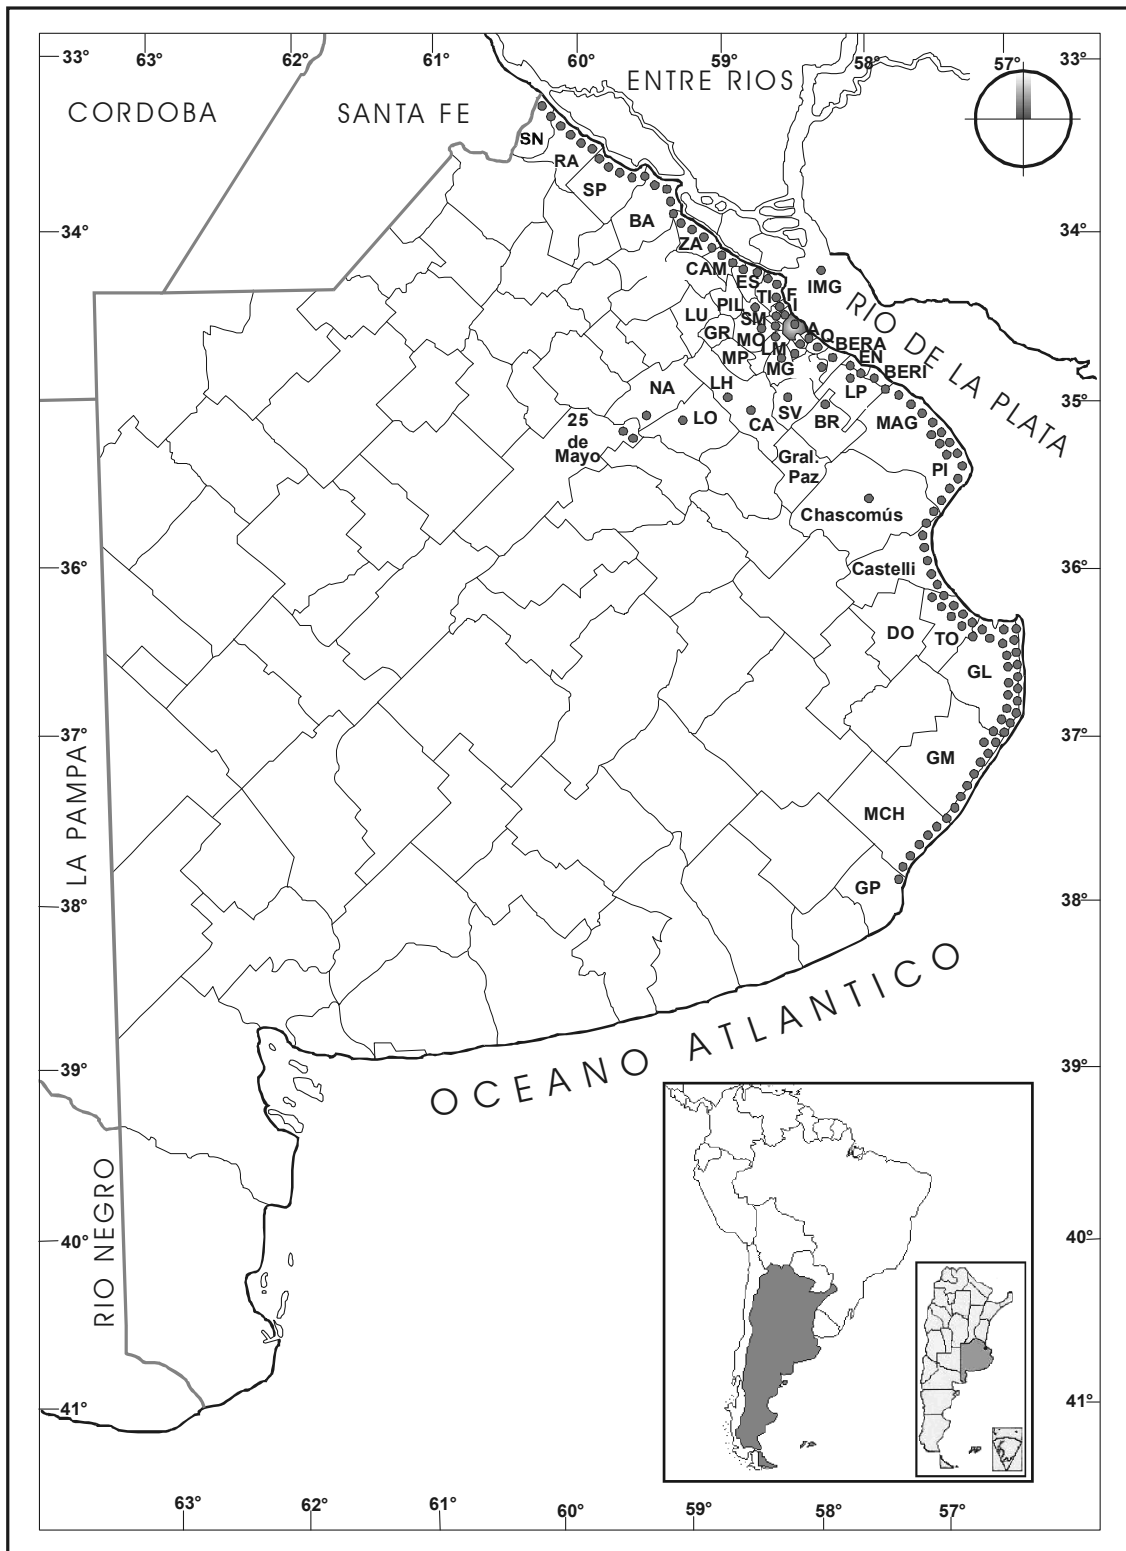 63° 62° 61° 60° 59° 58° 57°
33° 33°
ENTRE RIOS
CORDOBA
SANTA FE
SN
RA
SP
BA
34° 34°
ZA
CAM
ES
IMG
TI
F
PIL
I
LU
SM
RIO DE LA PLATA
GR
MO
AQ
BERA
LM
MP
EN
MG
BERI
LH
NA
LP
35° 35°
SV
LO
CA
BR
MAG
25
de
Mayo
Gral.
Paz
PI
Chascomús
36° 36°
Castelli
DO
TO
GL
37° 37°
GM
LA PAMPA
MCH
GP
38° 38°
OCEANO ATLANTICO
39° 39°
RIO NEGRO
40° 40°
41° 41°
63° 62° 61° 60° 59° 58° 57°